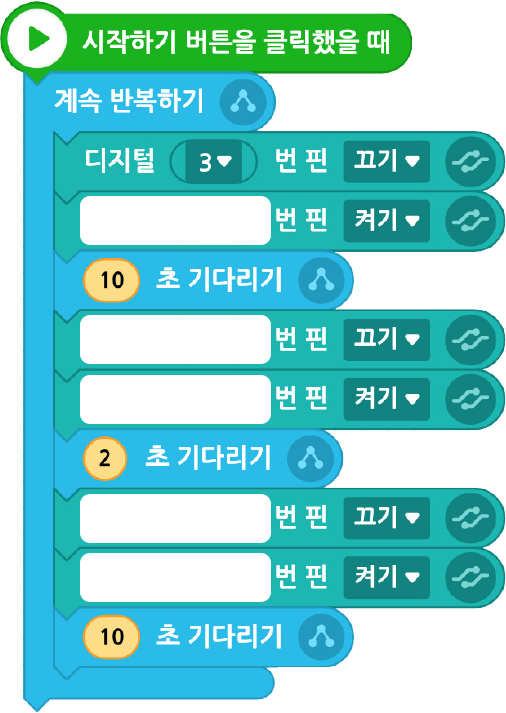 시작하기 버튼을 클릭했을 때
계속 반복하기
디지털 3 번 핀 끄기
번 핀 켜기
10 초 기다리기
번 핀 끄기
번 핀 켜기
2 초 기다리기
번 핀 끄기
번 핀 켜기
10 초 기다리기